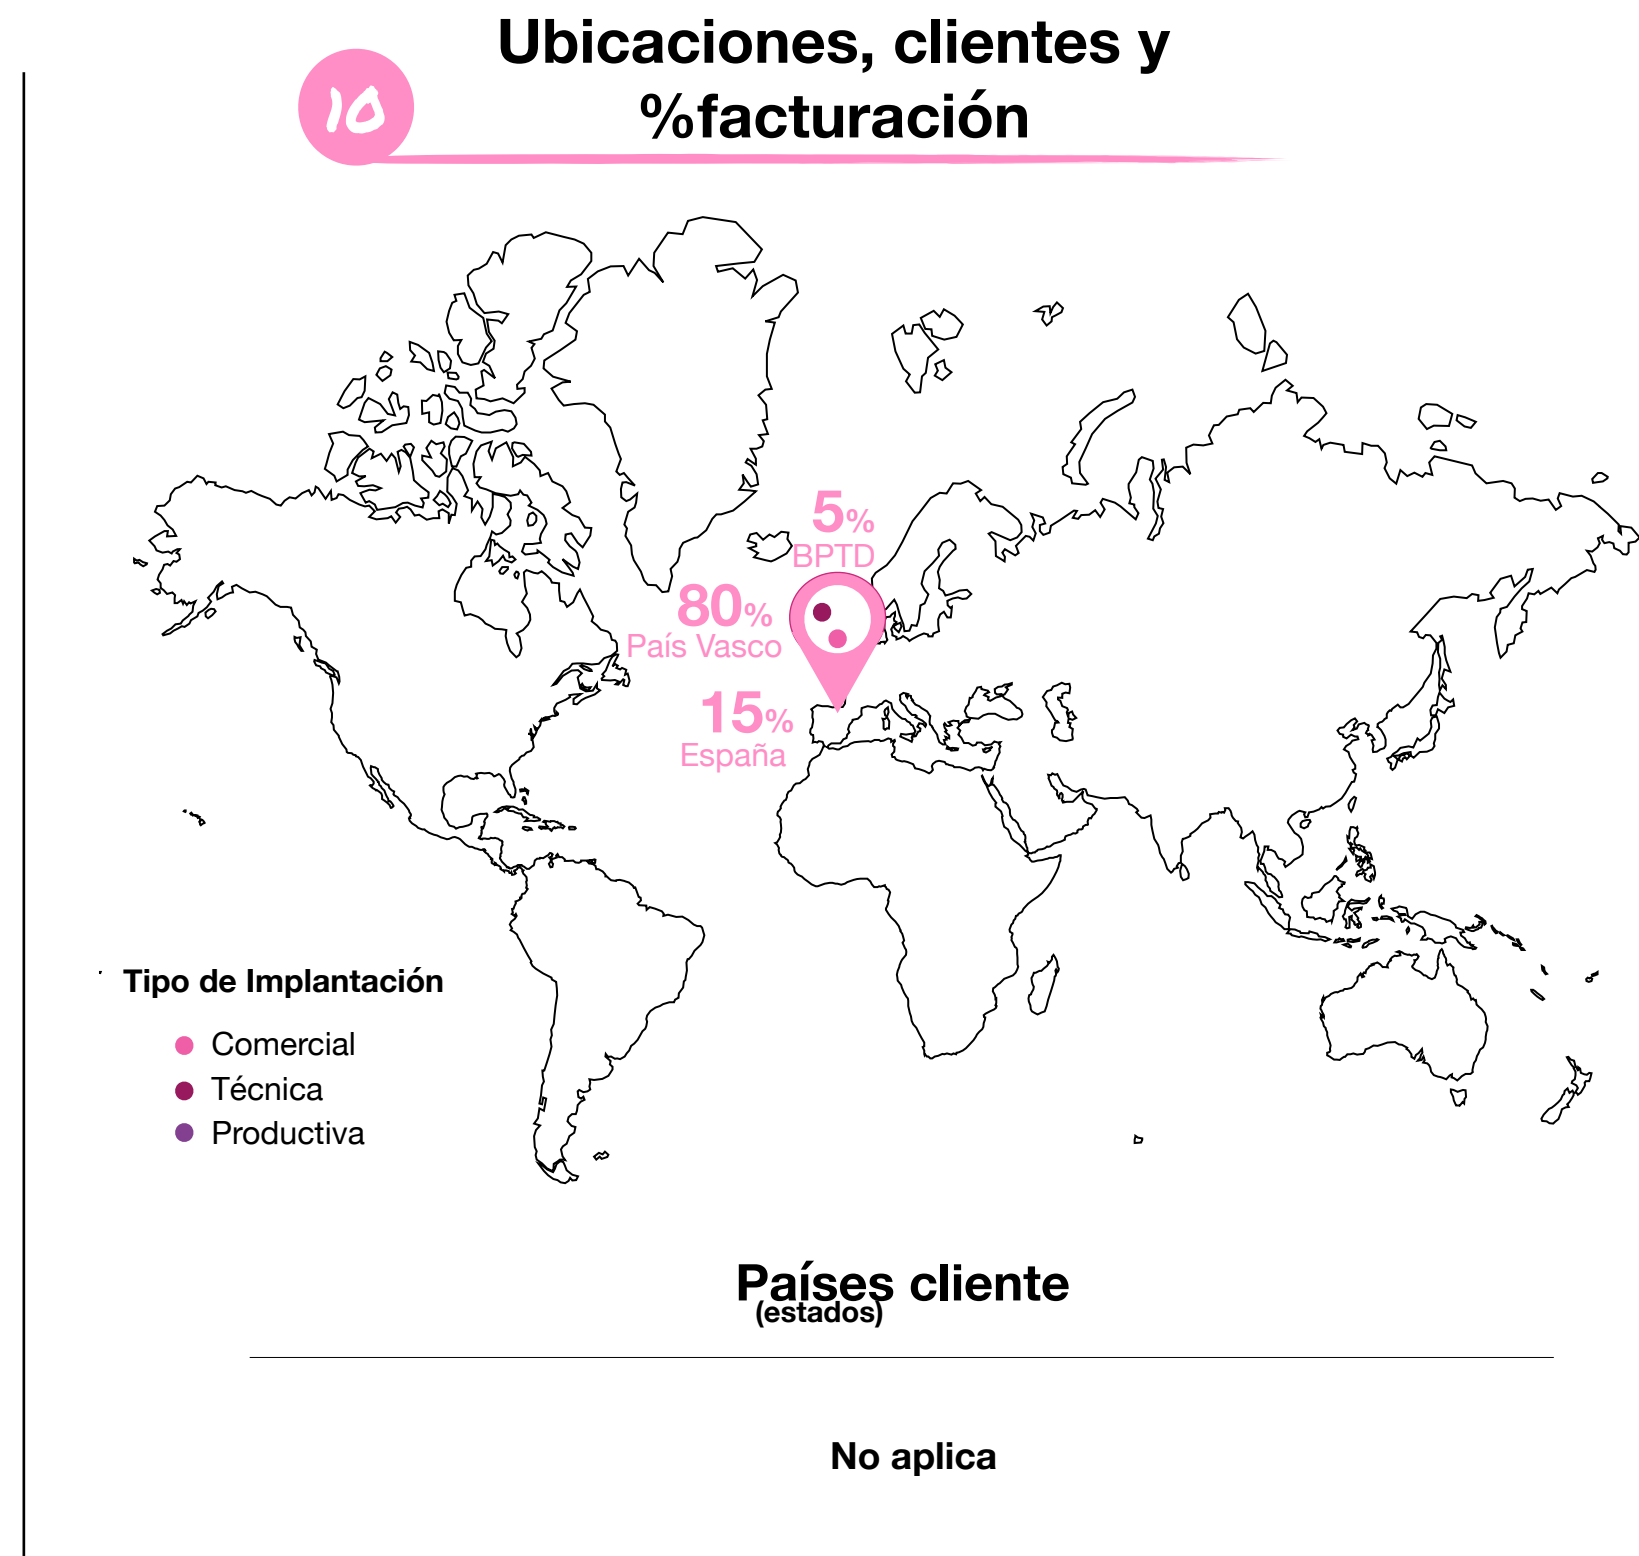 Ubicaciones, clientes y
%facturación
10
5%
BPTD
80%
País Vasco
15%
España
Tipo de Implantación
Comercial
Técnica
Productiva
Países cliente
(estados)
No aplica